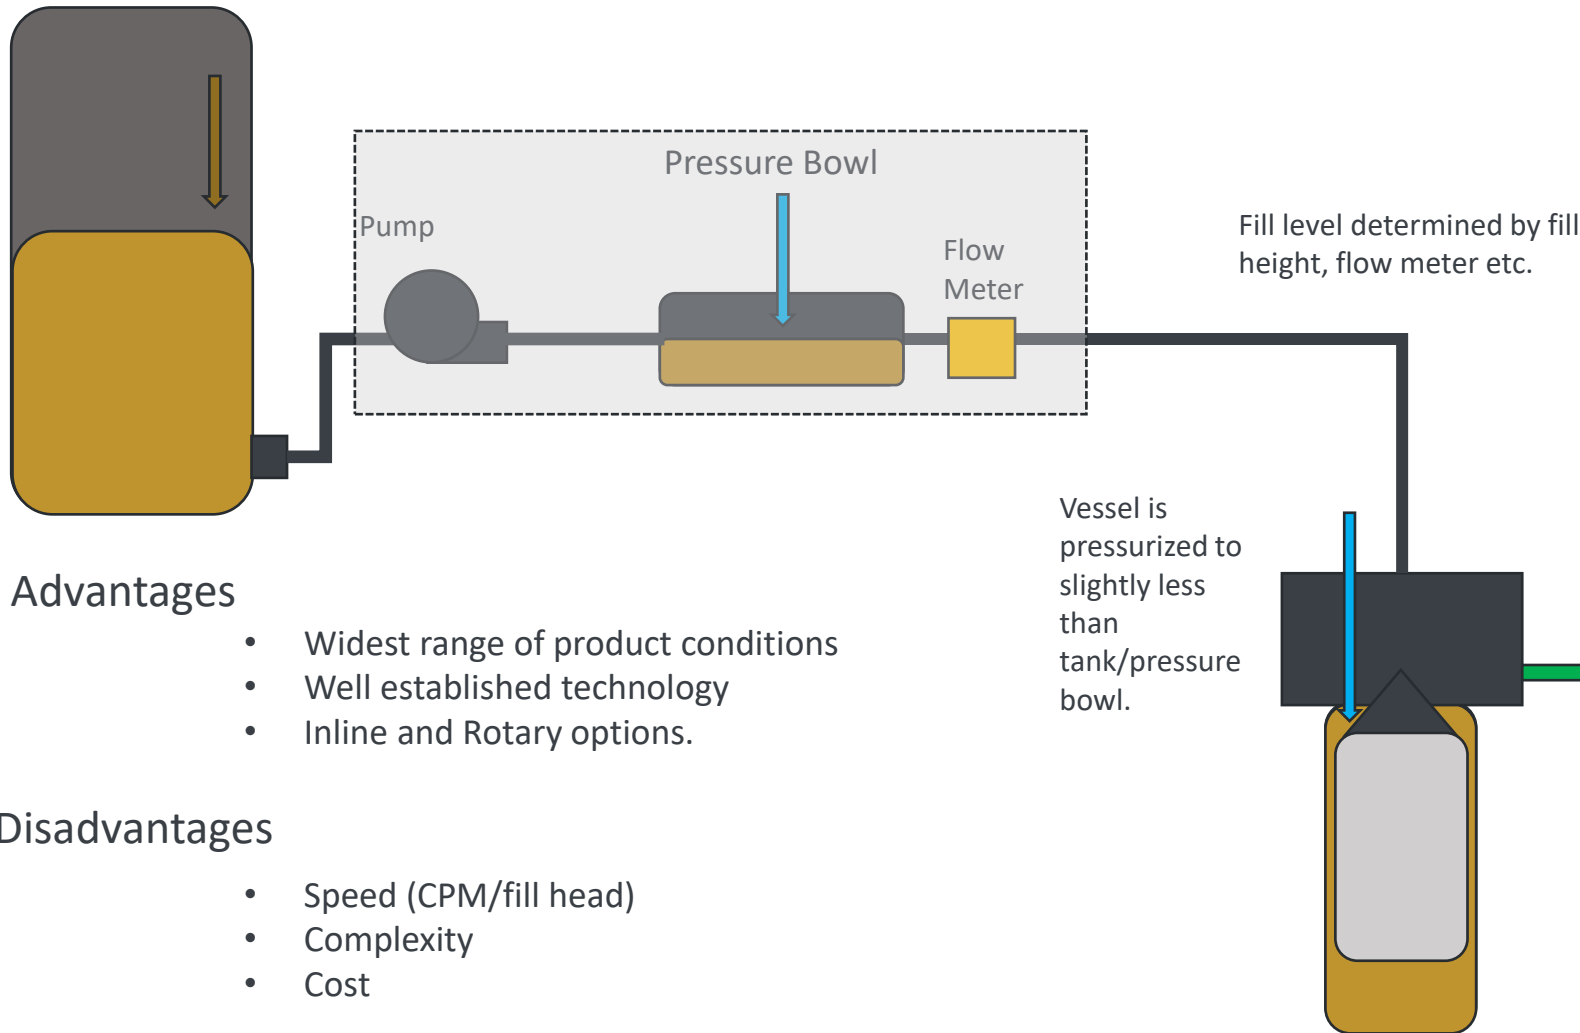 Pressure Bowl
Pump
Flow
Meter
Fill level determined by fill
height, flow meter etc.
Vessel is
pressurized to
slightly less
than
tank/pressure
bowl.
Advantages
• Widest range of product conditions
• Well established technology
• Inline and Rotary options.
Disadvantages
• Speed (CPM/fill head)
• Complexity
• Cost